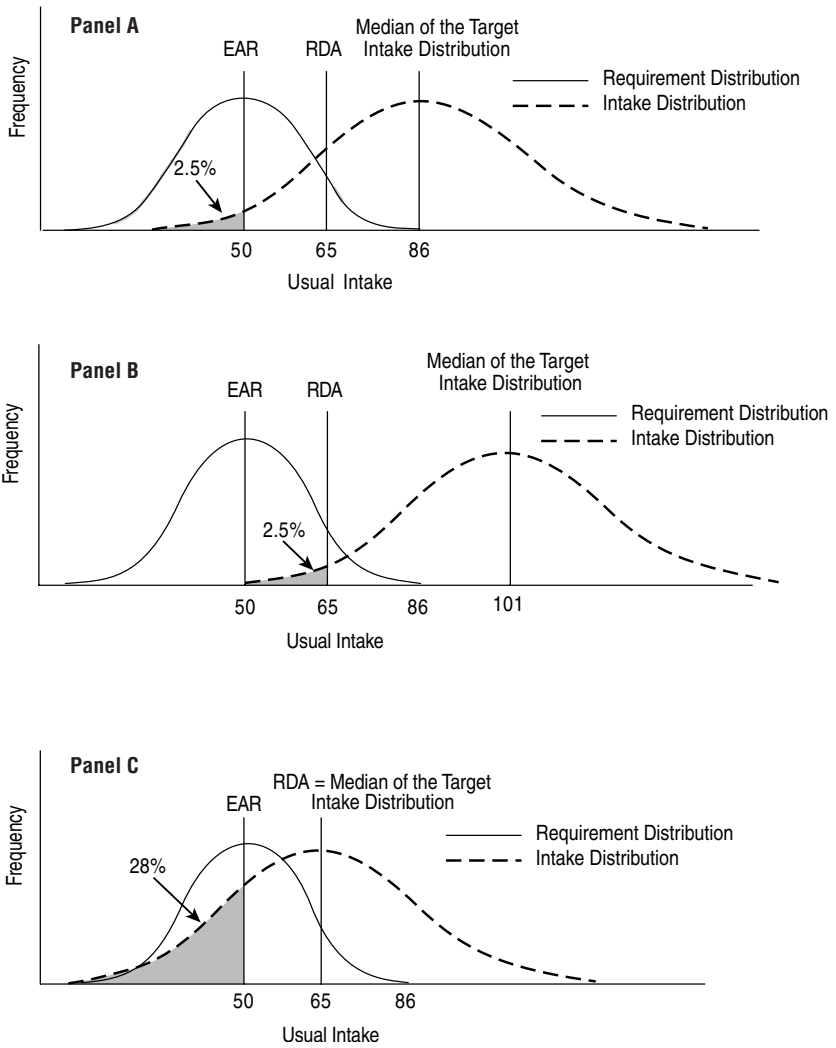 Panel A
Median of the Target
Intake Distribution
EAR
RDA
Requirement Distribution
Intake Distribution
Frequency
2.5%
50
65
86
Usual Intake
Panel B
Median of the Target
Intake Distribution
EAR
RDA
Requirement Distribution
Intake Distribution
Frequency
2.5%
50
65
86
101
Usual Intake
Panel C
RDA = Median of the Target
Intake Distribution
EAR
Requirement Distribution
Intake Distribution
Frequency
28%
50
65
86
Usual Intake